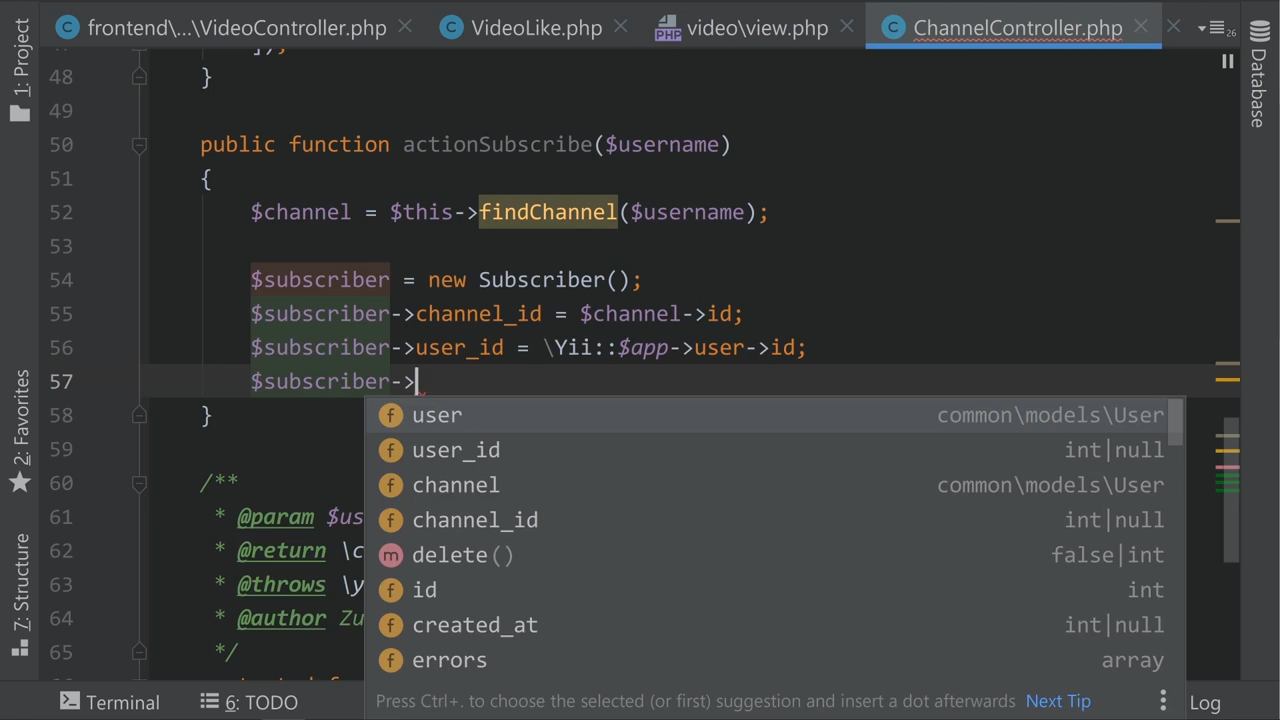 frontend\...\VideoController.php
VideoLike.php
video\view.php
ChannelController.php
26
1: Project
2: Favorites
7: Structure
Database
48 }
49
50 public function actionSubscribe($username)
51 {
52 $channel = $this->findChannel($username);
53
54 $subscriber = new Subscriber();
55 $subscriber->channel_id = $channel->id;
56 $subscriber->user_id = \Yii::$app->user->id;
57 $subscriber->
58 }
59
60 /**
61 * @param $us
62 * @return \c
63 * @throws \y
64 * @author Zu
65 */
user common\models\User
user_id int|null
channel common\models\User
channel_id int|null
delete() false|int
id int
created_at int|null
errors array
Press Ctrl+. to choose the selected (or first) suggestion and insert a dot afterwards Next Tip
Terminal
6: TODO
Log